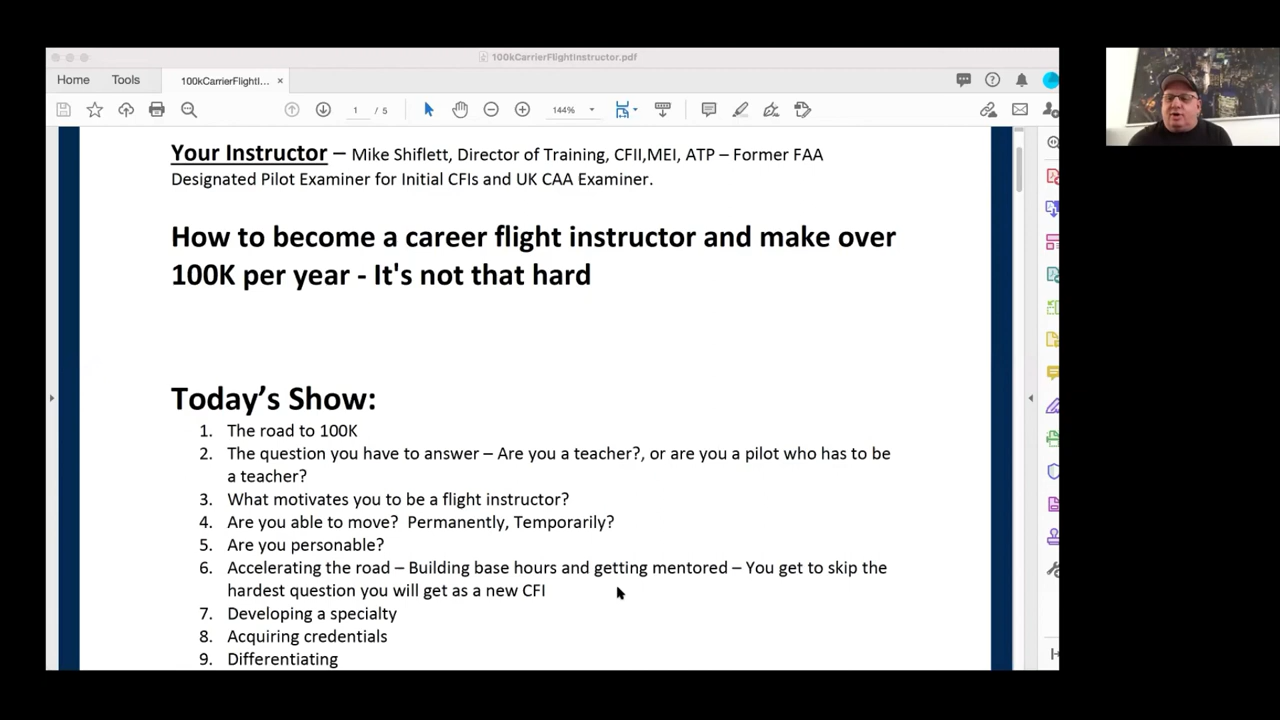 100kCarrierFlightInstructor.pdf
Home
Tools
100kCarrierFlightI...
1 / 5
144%
Your Instructor – Mike Shiflett, Director of Training, CFII,MEI, ATP – Former FAA
Designated Pilot Examiner for Initial CFIs and UK CAA Examiner.
How to become a career flight instructor and make over
100K per year - It's not that hard
Today’s Show:
1. The road to 100K
2. The question you have to answer – Are you a teacher?, or are you a pilot who has to be
a teacher?
3. What motivates you to be a flight instructor?
4. Are you able to move? Permanently, Temporarily?
5. Are you personable?
6. Accelerating the road – Building base hours and getting mentored – You get to skip the
hardest question you will get as a new CFI
7. Developing a specialty
8. Acquiring credentials
9. Differentiating